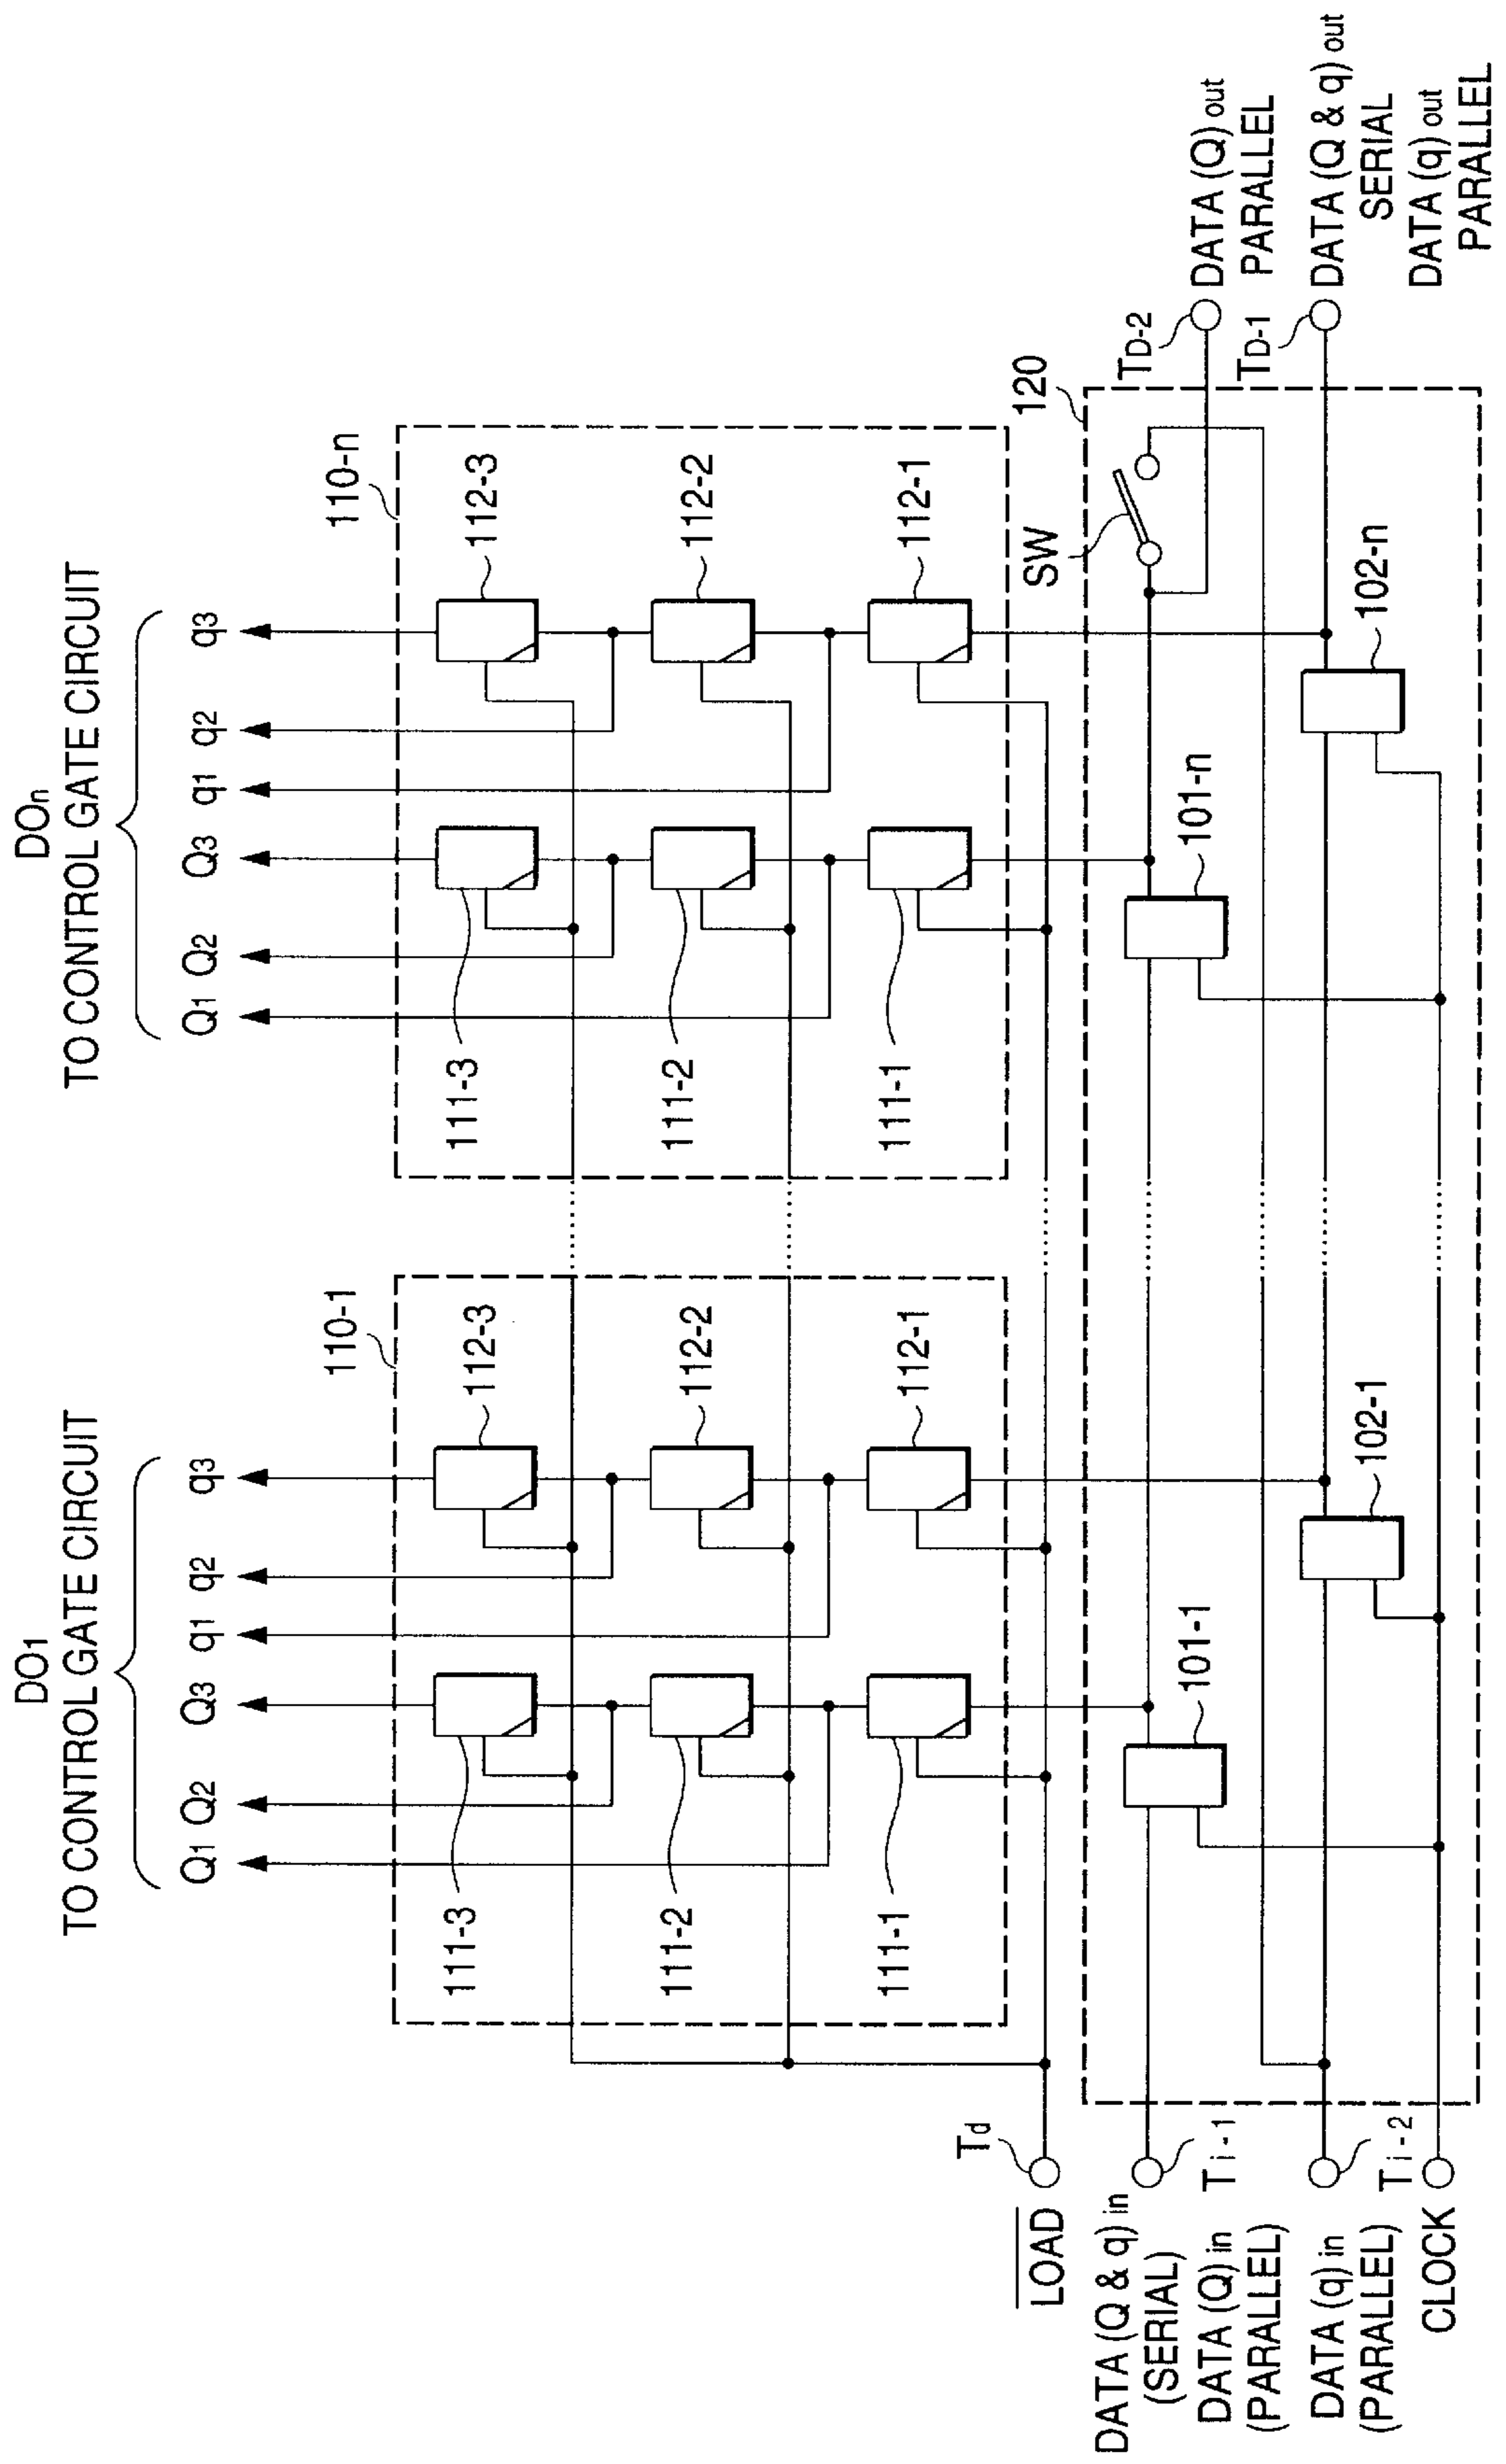 DO1
TO CONTROL GATE CIRCUIT
Q1 Q2 Q3 q1 q2 q3
DOn
TO CONTROL GATE CIRCUIT
Q1 Q2 Q3 q1 q2 q3
110-1
111-3
112-3
111-2
112-2
111-1
112-1
110-n
111-3
112-3
111-2
112-2
111-1
112-1
Td
LOAD
120
SW
DATA (Q & q) in
(SERIAL)
Ti-1
DATA (Q) in
(PARALLEL)
101-1
101-n
TD-2
DATA (Q) out
PARALLEL
DATA (q) in
(PARALLEL)
Ti-2
102-1
102-n
TD-1
DATA (Q & q) out
SERIAL
DATA (q) out
PARALLEL
CLOCK